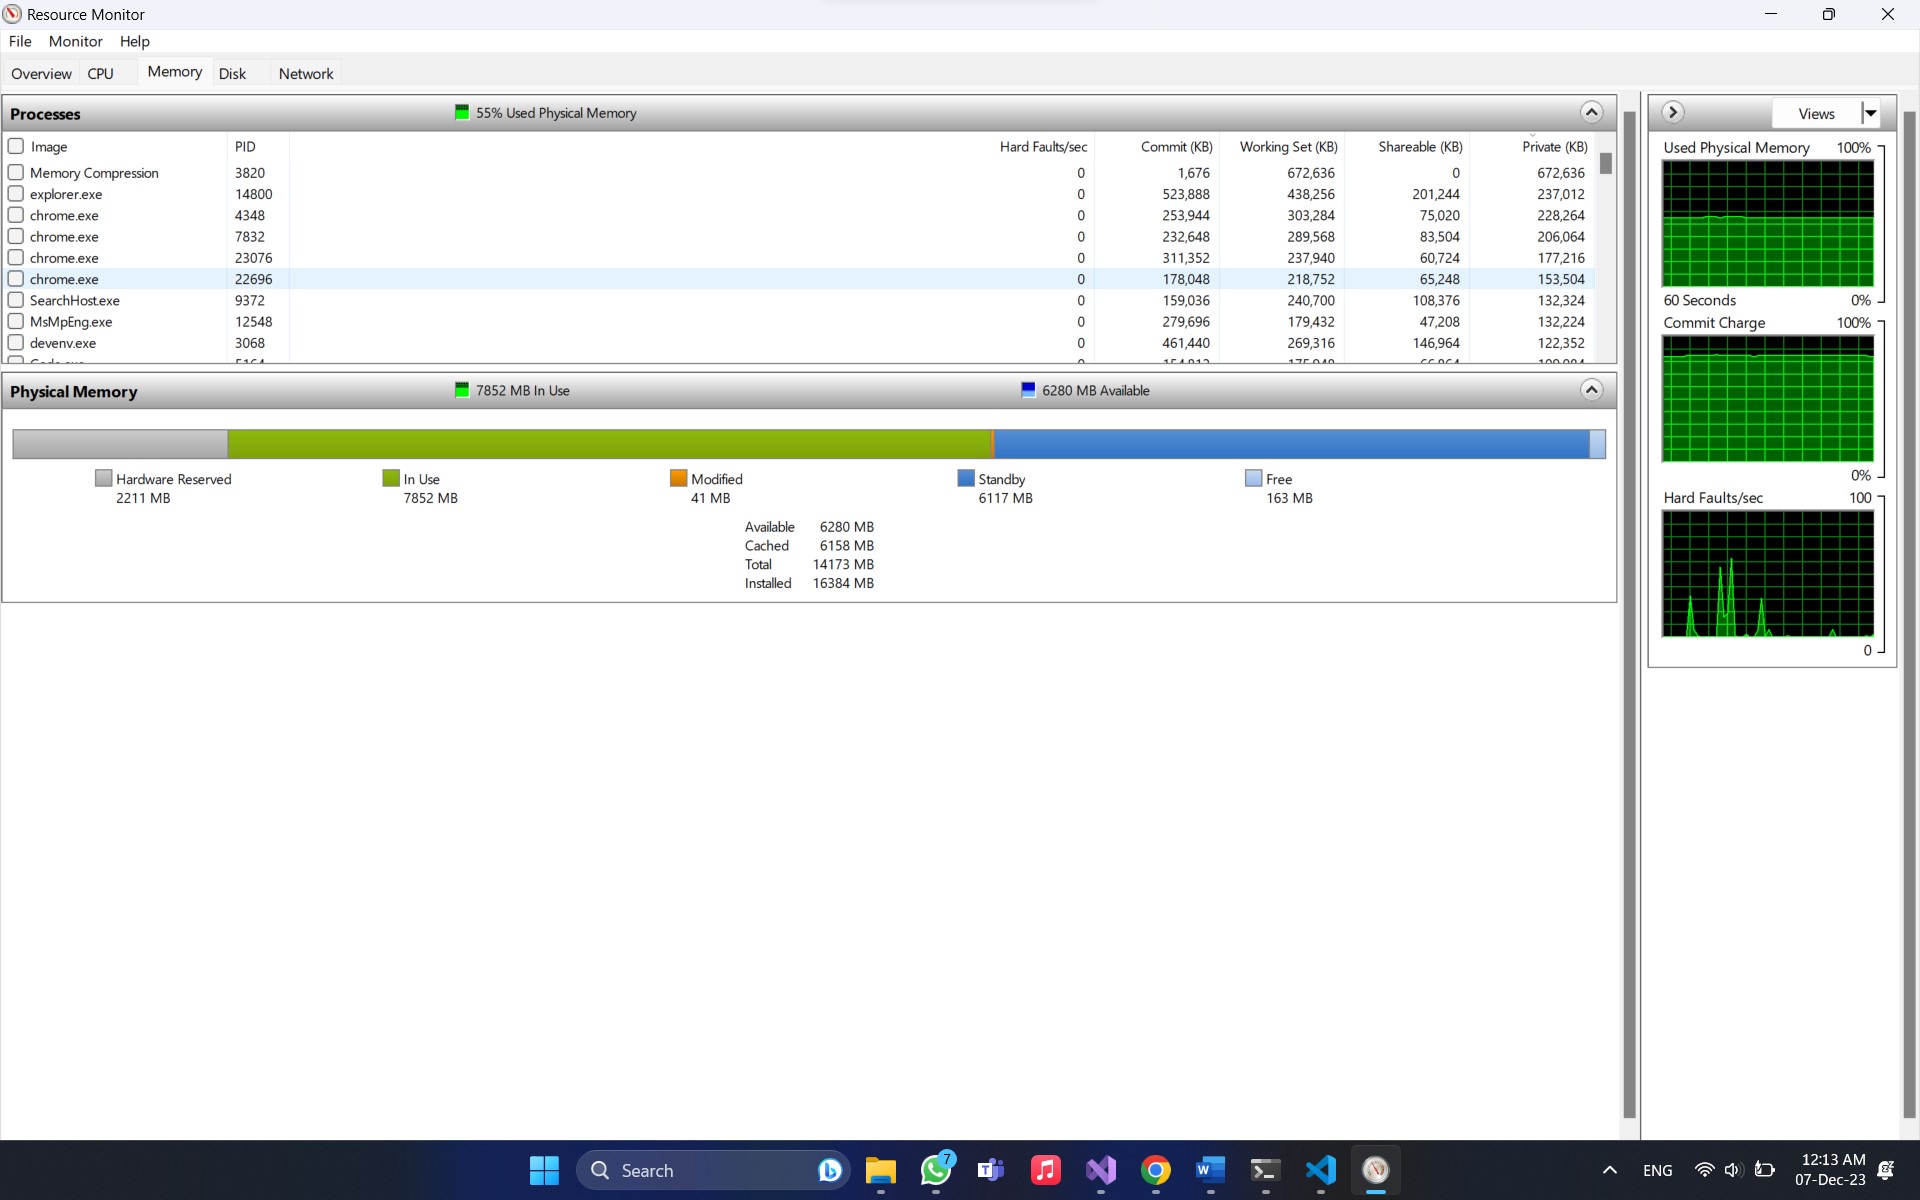 Resource Monitor
File Monitor Help
Overview CPU Memory Disk Network
Processes 55% Used Physical Memory
Image PID Hard Faults/sec Commit (KB) Working Set (KB) Shareable (KB) Private (KB)
Memory Compression 3820 0 1,676 672,636 0 672,636
explorer.exe 14800 0 523,888 438,256 201,244 237,012
chrome.exe 4348 0 253,944 303,284 75,020 228,264
chrome.exe 7832 0 232,648 289,568 83,504 206,064
chrome.exe 23076 0 311,352 237,940 60,724 177,216
chrome.exe 22696 0 178,048 218,752 65,248 153,504
SearchHost.exe 9372 0 159,036 240,700 108,376 132,324
MsMpEng.exe 12548 0 279,696 179,432 47,208 132,224
devenv.exe 3068 0 461,440 269,316 146,964 122,352
Physical Memory 7852 MB In Use 6280 MB Available
Hardware Reserved In Use Modified Standby Free
2211 MB 7852 MB 41 MB 6117 MB 163 MB
Available 6280 MB
Cached 6158 MB
Total 14173 MB
Installed 16384 MB
Views
Used Physical Memory 100%
60 Seconds 0%
Commit Charge 100%
0%
Hard Faults/sec 100
0
Search
7
ENG
12:13 AM
07-Dec-23